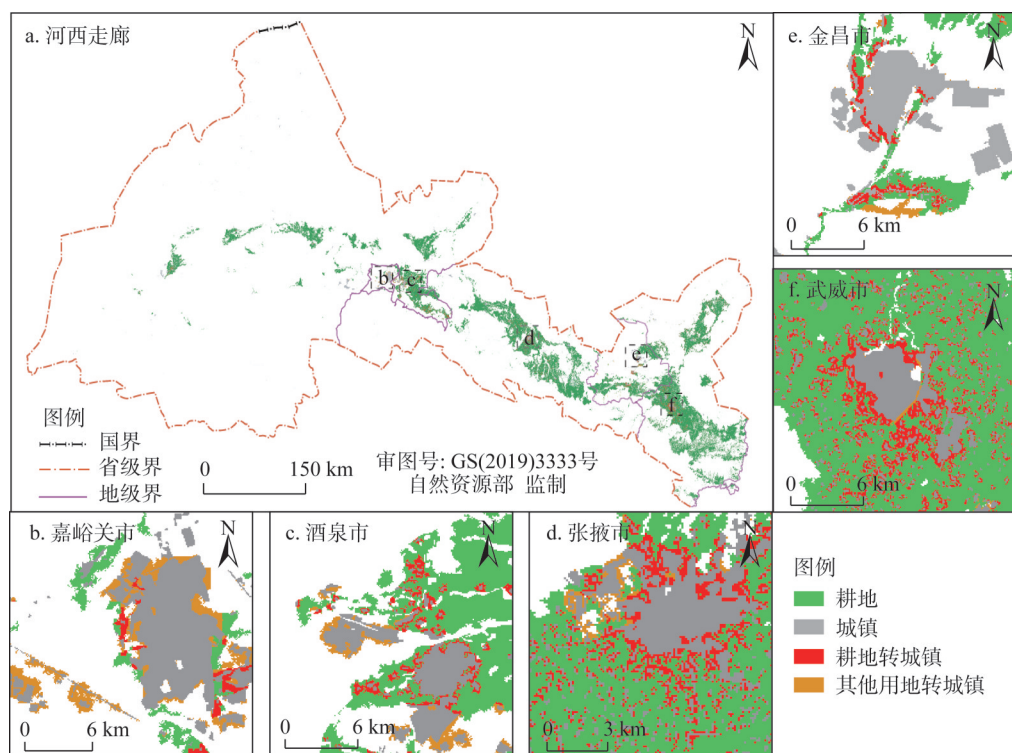 a. 河西走廊
N
b
c
d
e
f
图例
国界
省级界
地级界
0 150 km
审图号: GS(2019)3333号
自然资源部 监制
e. 金昌市
N
0 6 km
f. 武威市
N
0 6 km
b. 嘉峪关市
N
0 6 km
c. 酒泉市
N
0 6 km
d. 张掖市
N
0 3 km
图例
耕地
城镇
耕地转城镇
其他用地转城镇